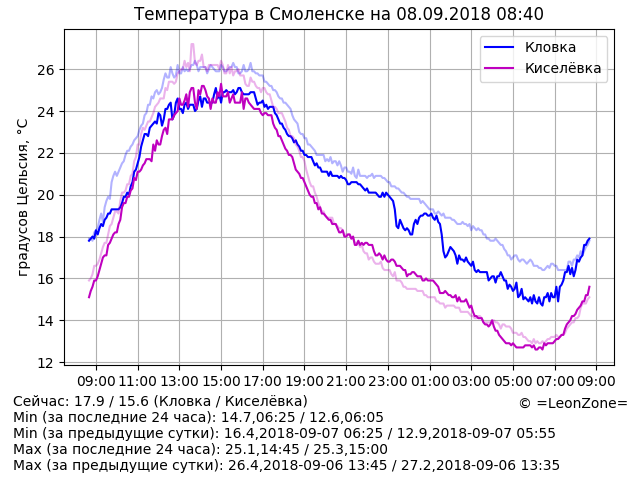 Температура в Смоленске на 08.09.2018 08:40
Кловка
Киселёвка
градусов Цельсия, °C
26
24
22
20
18
16
14
12
09:00 11:00 13:00 15:00 17:00 19:00 21:00 23:00 01:00 03:00 05:00 07:00 09:00
Сейчас: 17.9 / 15.6 (Кловка / Киселёвка)
© =LeonZone=
Min (за последние 24 часа): 14.7,06:25 / 12.6,06:05
Min (за предыдущие сутки): 16.4,2018-09-07 06:25 / 12.9,2018-09-07 05:55
Max (за последние 24 часа): 25.1,14:45 / 25.3,15:00
Max (за предыдущие сутки): 26.4,2018-09-06 13:45 / 27.2,2018-09-06 13:35